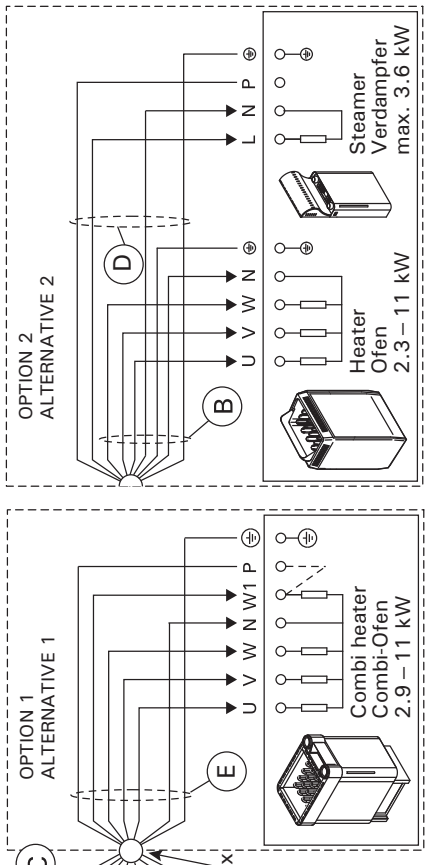 C
x
OPTION 1
ALTERNATIVE 1
E
U V W N W1 P
Combi heater
Combi-Ofen
2.9 – 11 kW
OPTION 2
ALTERNATIVE 2
B
D
U V W N
L N P
Heater
Ofen
2.3 – 11 kW
Steamer
Verdampfer
max. 3.6 kW